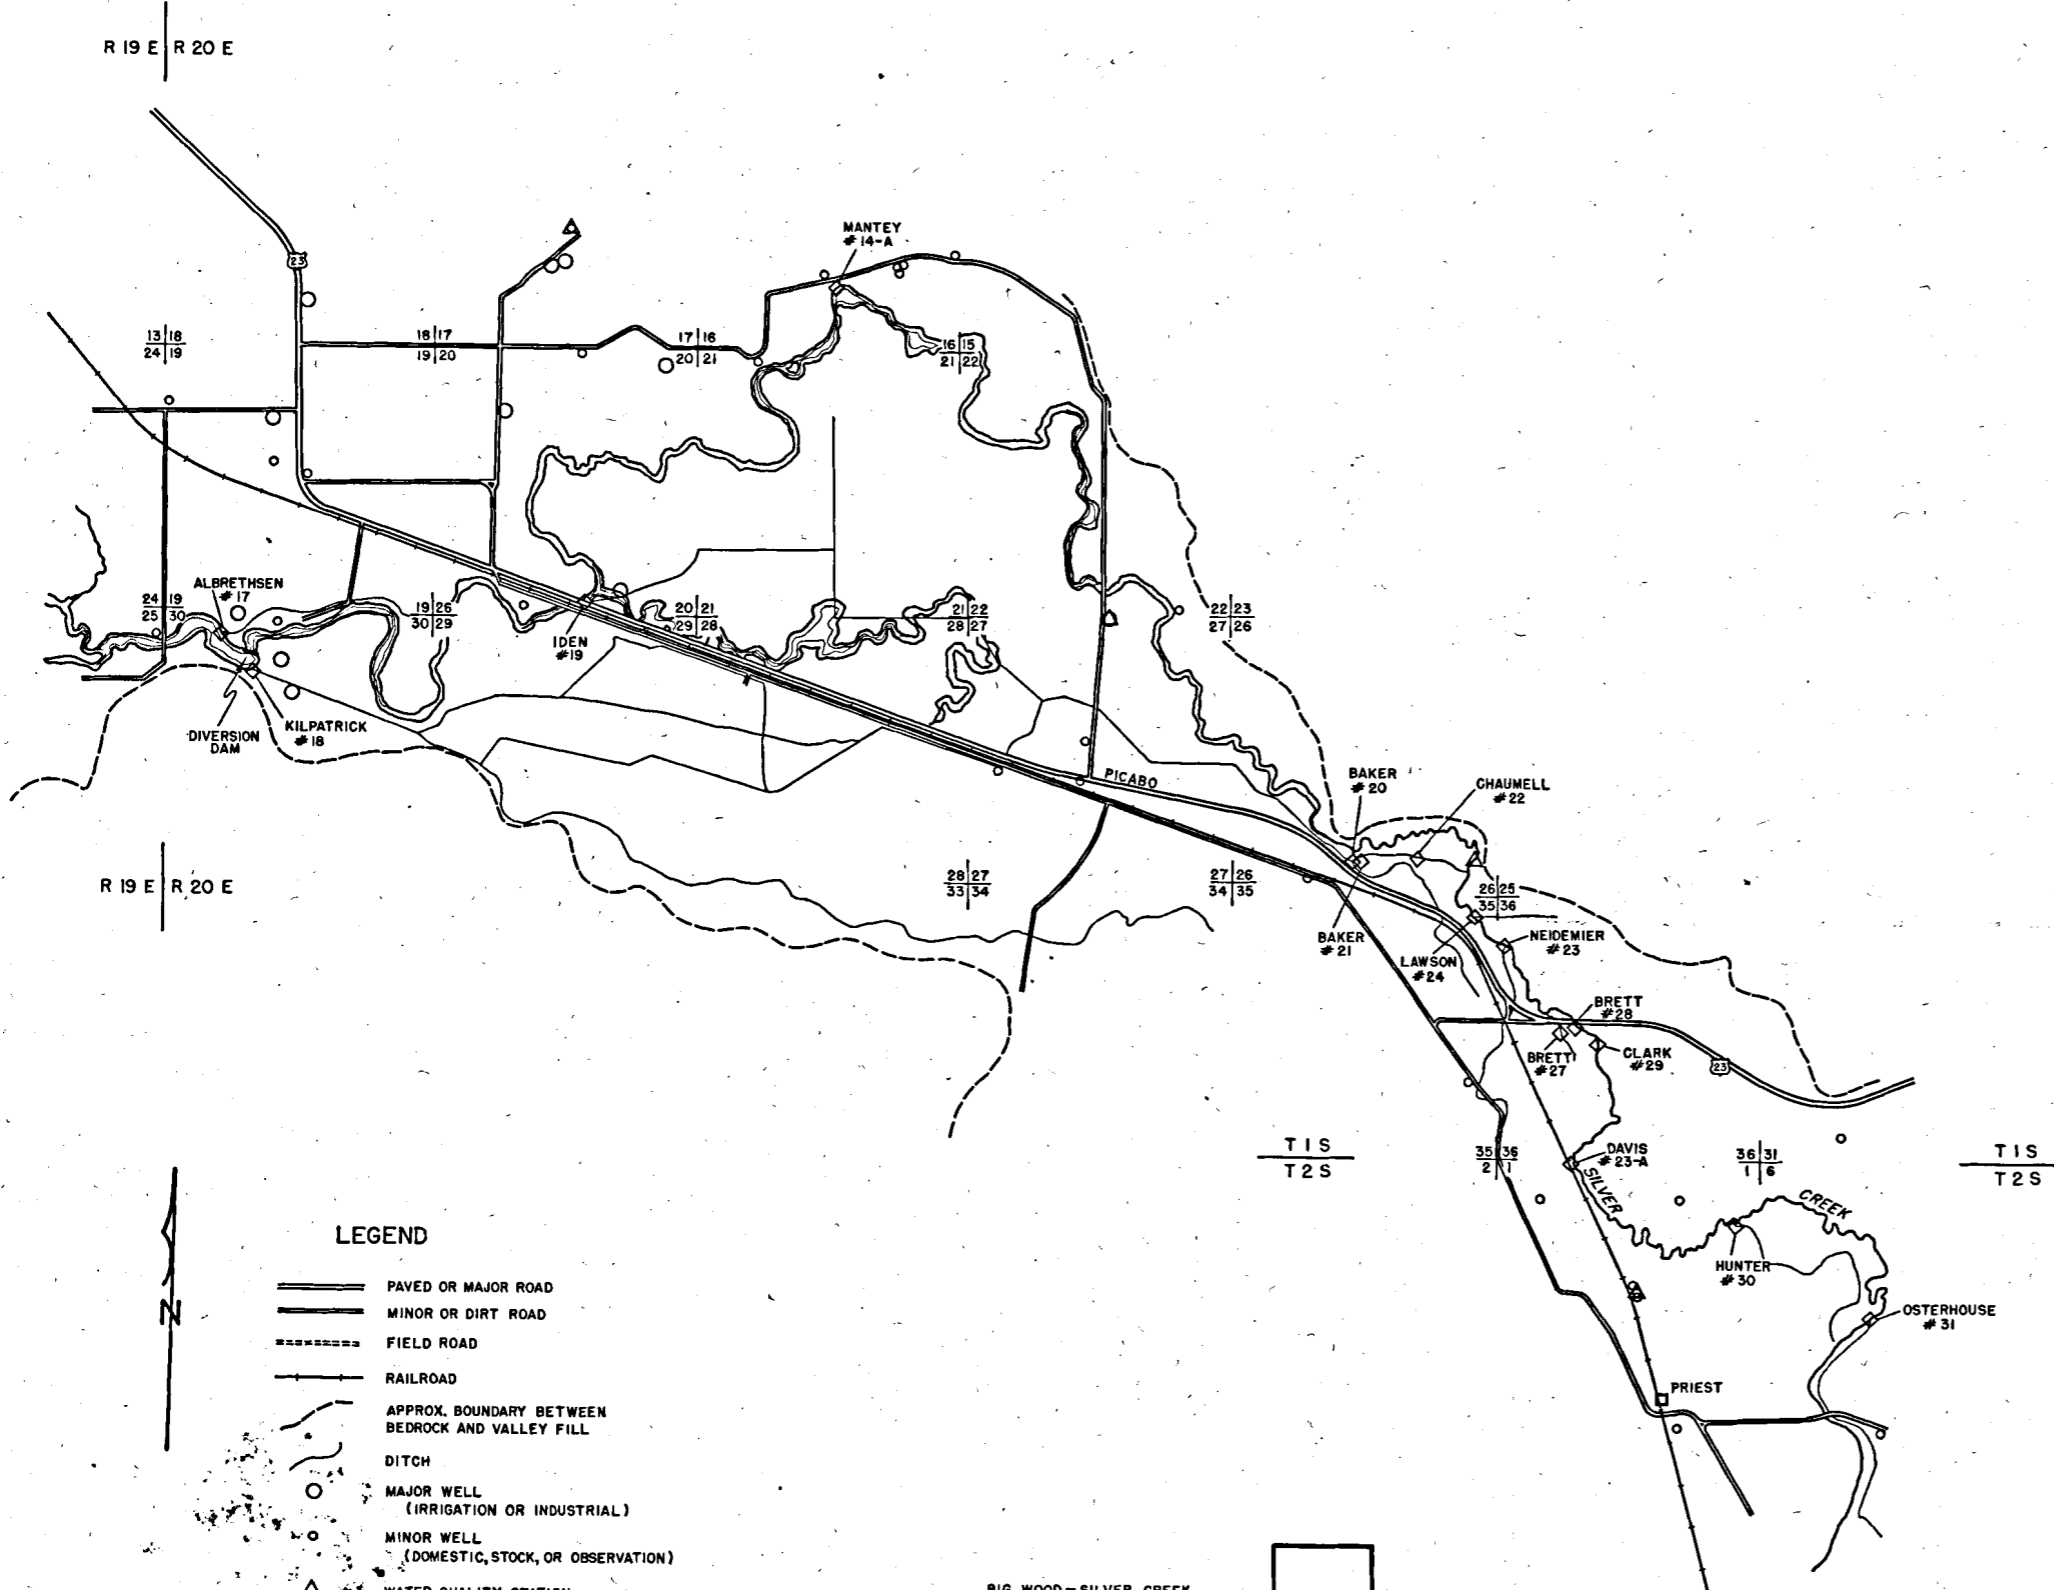 R 19 E R 20 E
23
MANTEY
# 14-A
13 18
24 19
18 17
19 20
17 16
20 21
16 15
21 22
ALBRETHSEN
# 17
24 19
25 30
19 26
30 29
IDEN
#19
20 21
29 28
21 22
28 27
22 23
27 26
DIVERSION
DAM
KILPATRICK
# 18
PICABO
BAKER
# 20
CHAUMELL
# 22
R 19 E R 20 E
28 27
33 34
27 26
34 35
26 25
35 36
BAKER
# 21
LAWSON
#24
NEIDEMIER
# 23
BRETT
#28
BRETT
#27
CLARK
#29
23
T 1 S
T 2 S
35 36
2 1
DAVIS
# 23-A
36 31
1 6
T 1 S
T 2 S
SILVER
CREEK
HUNTER
# 30
OSTERHOUSE
# 31
PRIEST
N
LEGEND
PAVED OR MAJOR ROAD
MINOR OR DIRT ROAD
FIELD ROAD
RAILROAD
APPROX. BOUNDARY BETWEEN
BEDROCK AND VALLEY FILL
DITCH
MAJOR WELL
(IRRIGATION OR INDUSTRIAL)
MINOR WELL
(DOMESTIC, STOCK, OR OBSERVATION)
WATER QUALITY STATION
BIG WOOD — SILVER CREEK